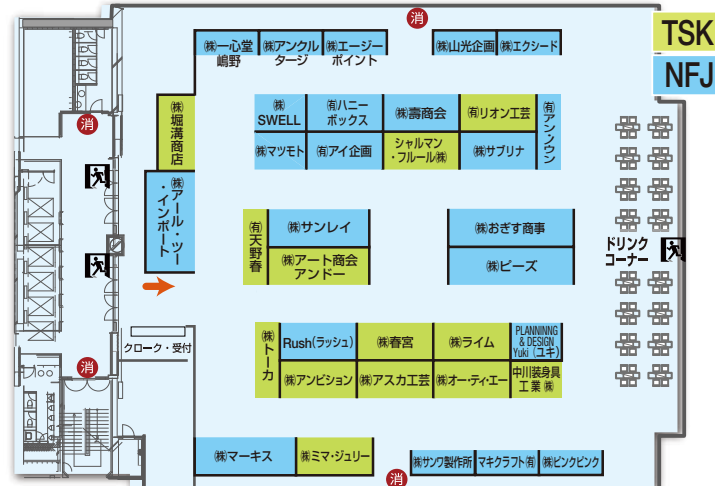 消
TSK
NFJ
㈱一心堂
嶋野
㈱アンクル
タージ
㈱エージー
ポイント
㈱山光企画
㈱エクシード
消
㈱堀溝商店
㈱
SWELL
㈲ハニー
ボックス
㈱壽商会
㈲リオン工芸
㈲アン・ノウン
㈱マツモト
㈲アイ企画
シャルマン
・フルール㈱
㈱サブリナ
㈱アール・ツー
・インポート
㈲天野春
㈱サンレイ
㈱アート商会
アンドー
㈱おぎす商事
㈱ビーズ
ドリンク
コーナー
クローク・受付
消
㈱トーカ
Rush(ラッシュ)
㈱春宮
㈱ライム
PLANNINNG
& DESIGN
Yuki（ユキ）
㈱アンビション
㈱アスカ工芸
㈱オー・ティ・エー
中川装身具
工業㈱
㈱マーキス
㈱ミマ・ジュリー
消
㈱サンワ製作所
マキクラフト㈲
㈱ピンクピンク